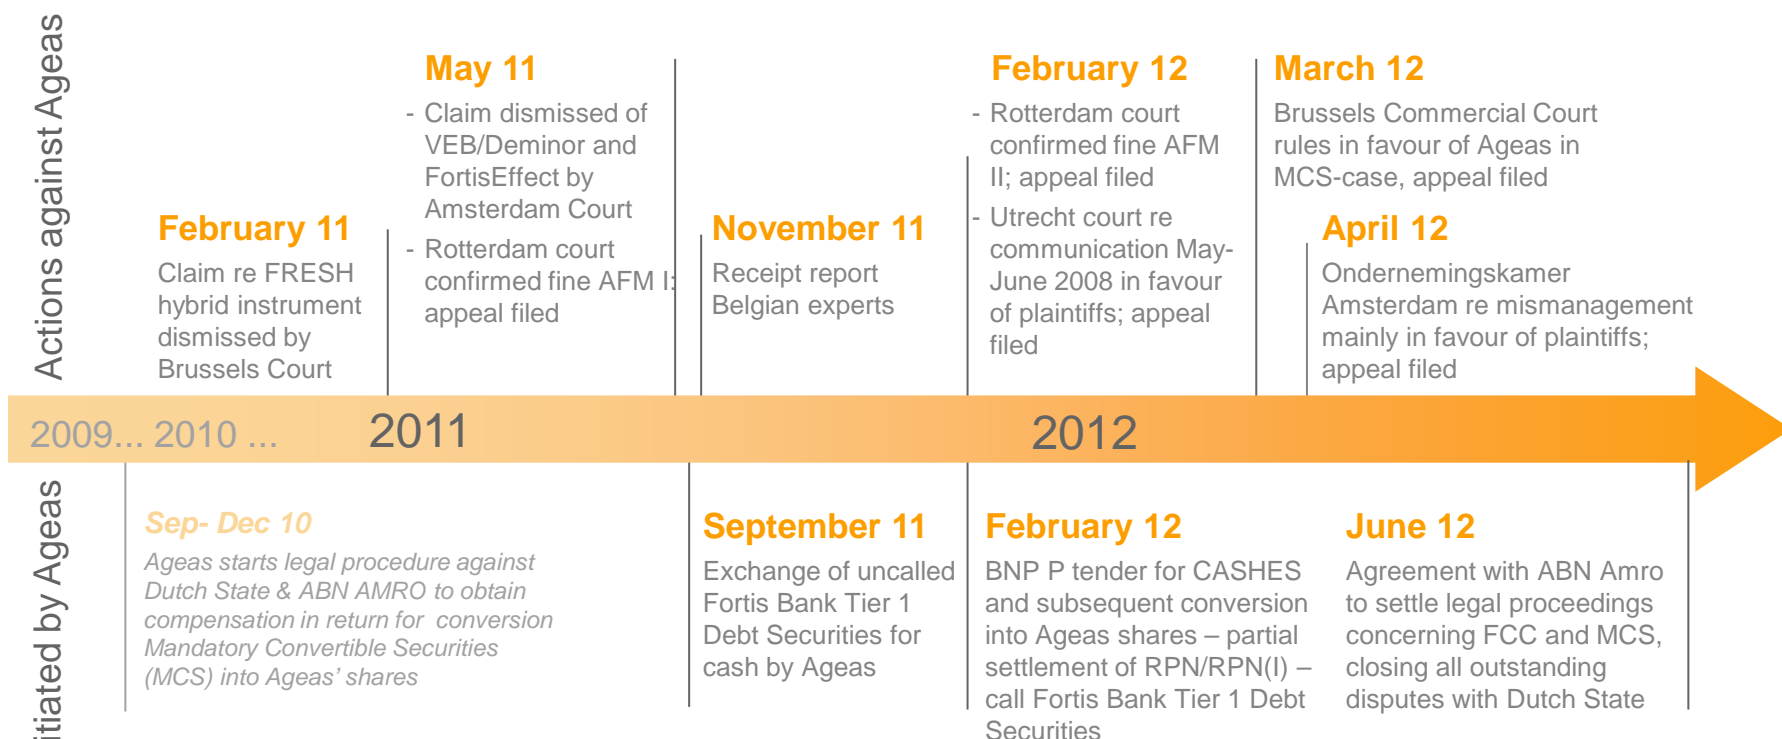 Actions against Ageas
February 11
Claim re FRESH
hybrid instrument
dismissed by
Brussels Court
May 11
- Claim dismissed of
VEB/Deminor and
FortisEffect by
Amsterdam Court
- Rotterdam court
confirmed fine AFM I:
appeal filed
November 11
Receipt report
Belgian experts
February 12
- Rotterdam court
confirmed fine AFM
II; appeal filed
- Utrecht court re
communication May-
June 2008 in favour
of plaintiffs; appeal
filed
March 12
Brussels Commercial Court
rules in favour of Ageas in
MCS-case, appeal filed
April 12
Ondernemingskamer
Amsterdam re mismanagement
mainly in favour of plaintiffs;
appeal filed
2009... 2010 ... 2011 2012
itiated by Ageas
Sep- Dec 10
Ageas starts legal procedure against
Dutch State & ABN AMRO to obtain
compensation in return for conversion
Mandatory Convertible Securities
(MCS) into Ageas' shares
September 11
Exchange of uncalled
Fortis Bank Tier 1
Debt Securities for
cash by Ageas
February 12
BNP P tender for CASHES
and subsequent conversion
into Ageas shares – partial
settlement of RPN/RPN(I) –
call Fortis Bank Tier 1 Debt
Securities
June 12
Agreement with ABN Amro
to settle legal proceedings
concerning FCC and MCS,
closing all outstanding
disputes with Dutch State